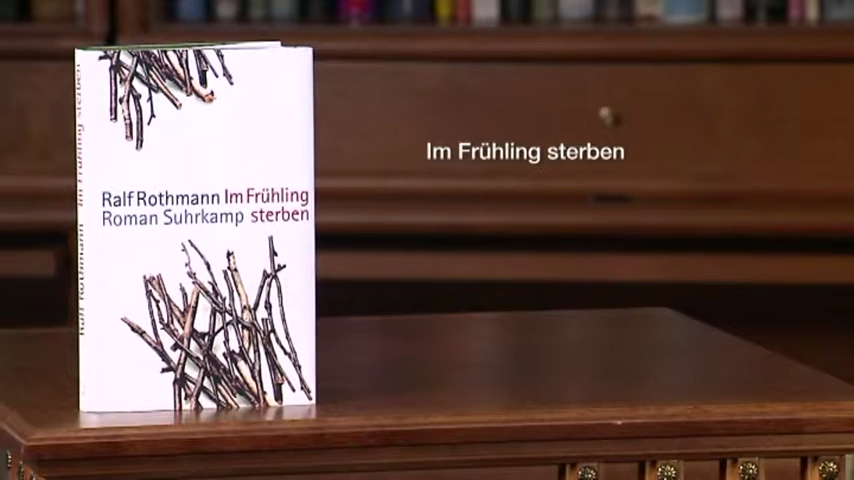 Ralf Rothmann Im Frühling
Roman Suhrkamp sterben
Ralf Rothmann Im Frühling sterben
Im Frühling sterben